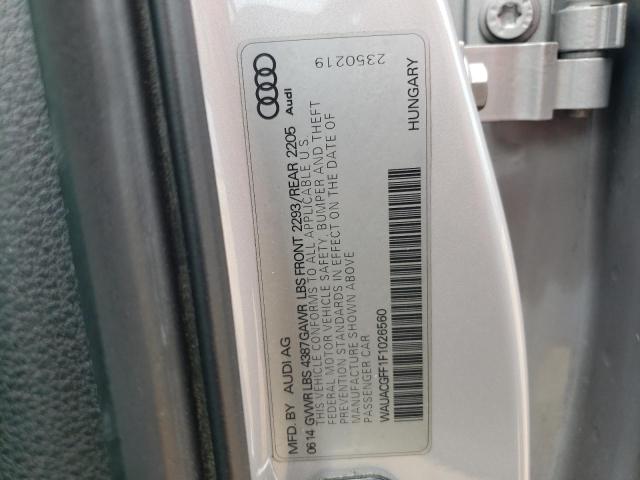 2350219
Audi
HUNGARY
MFD. BY AUDI AG
0614 GVWR LBS 4387 GAWR LBS FRONT 2293/REAR 2205
THIS VEHICLE CONFORMS TO ALL APPLICABLE U.S.
FEDERAL MOTOR VEHICLE SAFETY, BUMPER AND THEFT
PREVENTION STANDARDS IN EFFECT ON THE DATE OF
MANUFACTURE SHOWN ABOVE
PASSENGER CAR
WAUACGFF1F1026560